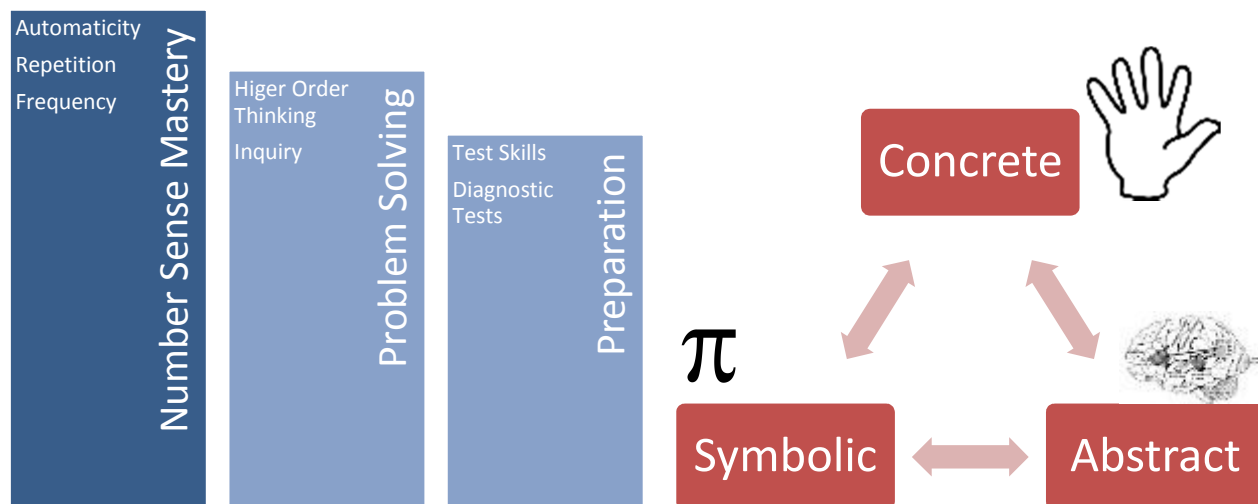 Automaticity
Repetition
Frequency
Number Sense Mastery
Higer Order
Thinking
Inquiry
Problem Solving
Test Skills
Diagnostic
Tests
Preparation
Concrete
π
Symbolic
Abstract